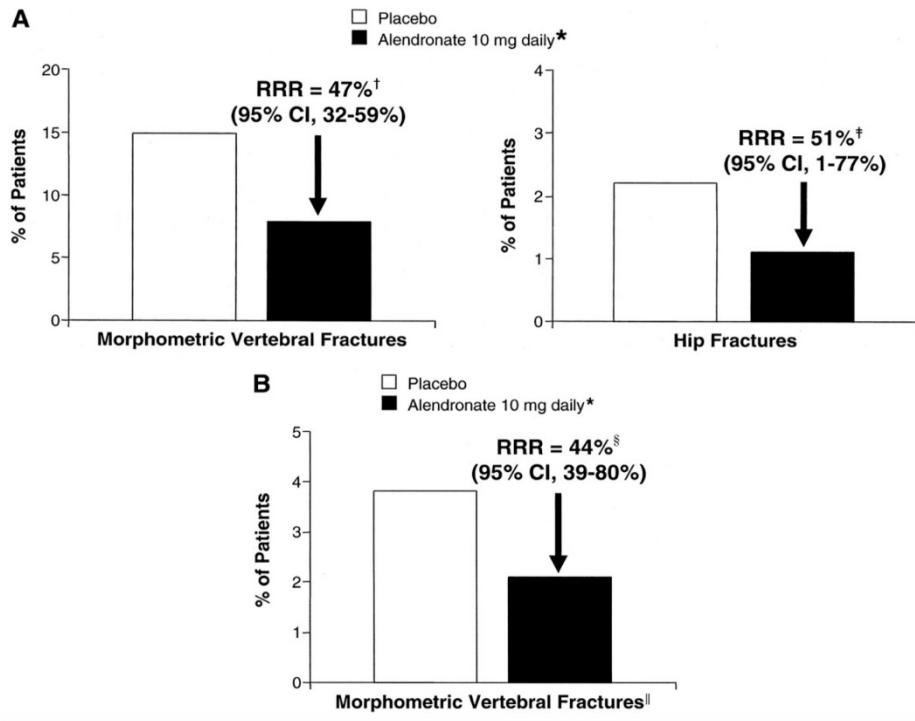 A
Placebo
Alendronate 10 mg daily*
% of Patients
20
15
10
5
0
RRR = 47%†
(95% CI, 32-59%)
Morphometric Vertebral Fractures
% of Patients
4
3
2
1
0
RRR = 51%‡
(95% CI, 1-77%)
Hip Fractures
B
Placebo
Alendronate 10 mg daily*
% of Patients
5
4
3
2
1
0
RRR = 44%§
(95% CI, 39-80%)
Morphometric Vertebral Fractures||